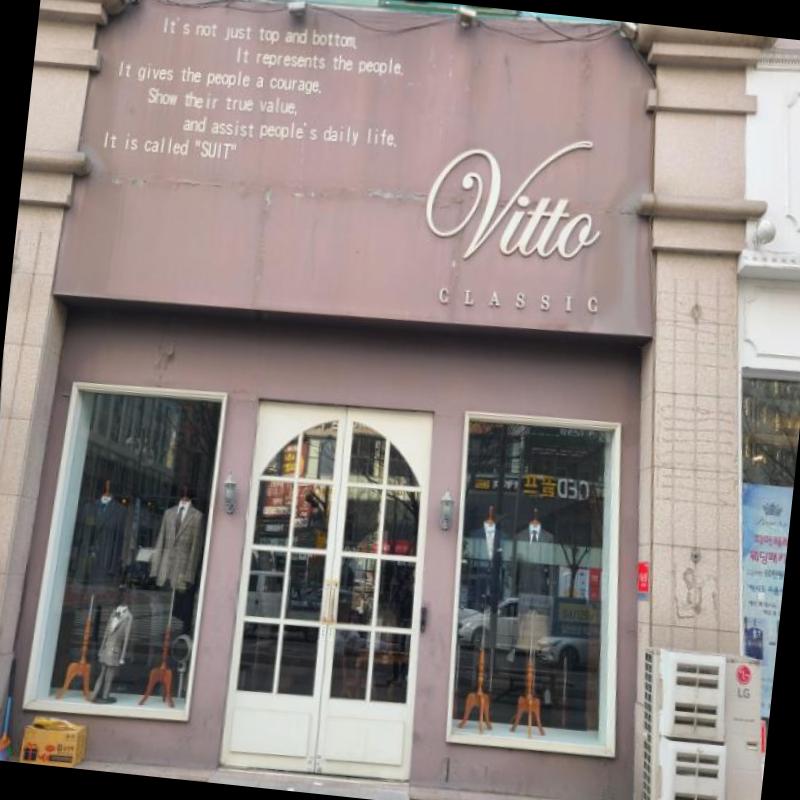 It's not just top and bottom,
It represents the people.
It gives the people a courage.
Show their true value,
and assist people's daily life.
It is called "SUIT"
Vitto
CLASSIC
LG